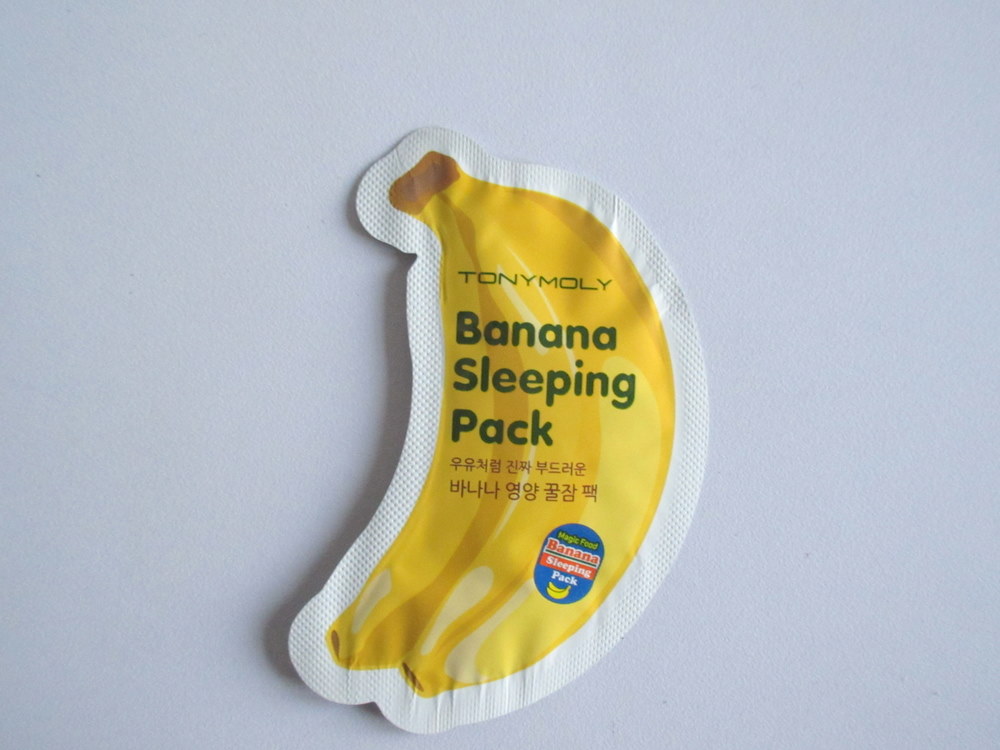 TONYMOLY
Banana
Sleeping
Pack
우유처럼 진짜 부드러운
바나나 영양 꿀잠 팩
Magic Food
Banana
Sleeping
Pack